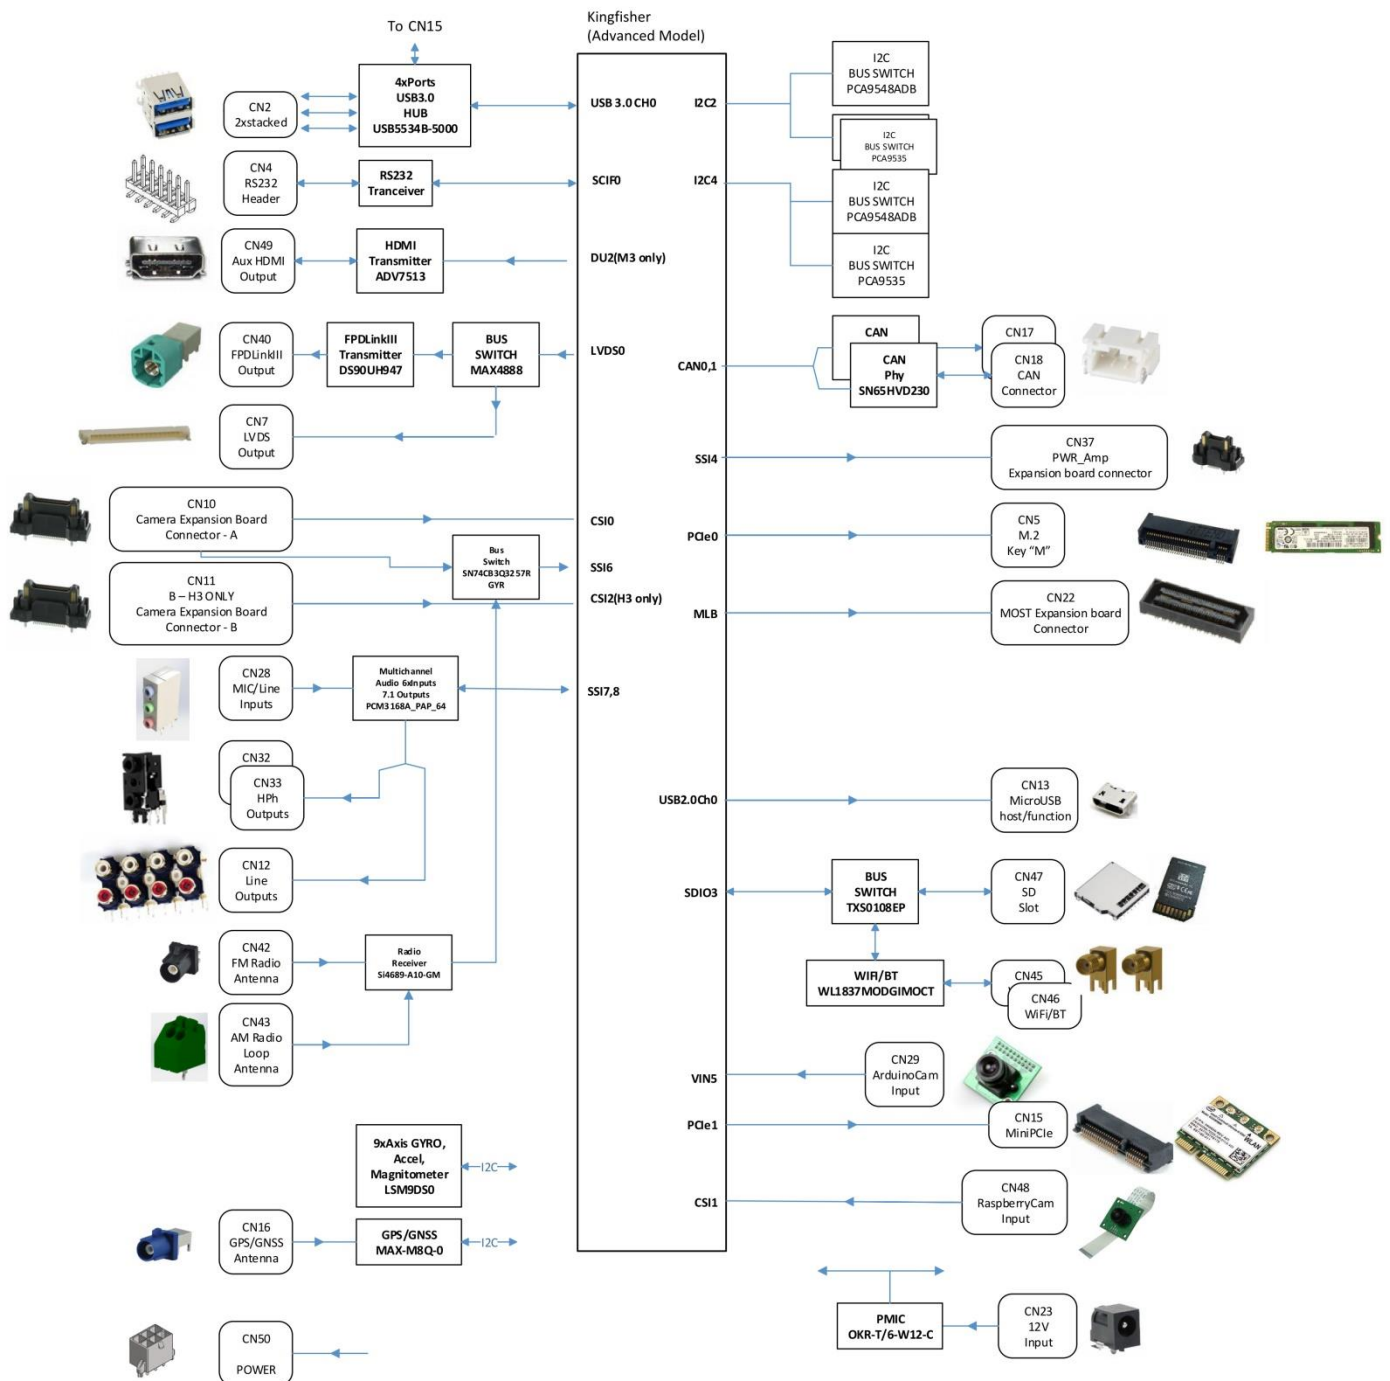 To CN15
Kingfisher
(Advanced Model)
CN2
2xstacked
4xPorts
USB3.0
HUB
USB5534B-5000
USB 3.0 CH0
I2C2
I2C
BUS SWITCH
PCA9548ADB
I2C
BUS SWITCH
PCA9535
CN4
RS232
Header
RS232
Tranceiver
SCIF0
I2C4
I2C
BUS SWITCH
PCA9548ADB
I2C
BUS SWITCH
PCA9535
CN49
Aux HDMI
Output
HDMI
Transmitter
ADV7513
DU2(M3 only)
CN40
FPDLinkIII
Output
FPDLinkIII
Transmitter
DS90UH947
BUS
SWITCH
MAX4888
LVDS0
CAN0,1
CAN
CAN
Phy
SN65HVD230
CN17
CN18
CAN
Connector
CN7
LVDS
Output
SSI4
CN37
PWR_Amp
Expansion board connector
CN10
Camera Expansion Board
Connector - A
CSI0
Bus
Switch
SN74CB3Q3257R
GYR
SSI6
PCIe0
CN5
M.2
Key “M”
CN11
B – H3 ONLY
Camera Expansion Board
Connector - B
CSI2(H3 only)
MLB
CN22
MOST Expansion board
Connector
CN28
MIC/Line
Inputs
Multichannel
Audio 6xInputs
7.1 Outputs
PCM3168A_PAP_64
SSI7,8
CN32
CN33
HPh
Outputs
USB2.0Ch0
CN13
MicroUSB
host/function
CN12
Line
Outputs
SDIO3
BUS
SWITCH
TXS0108EP
CN47
SD
Slot
CN42
FM Radio
Antenna
Radio
Receiver
Si4689-A10-GM
WIFI/BT
WL1837MODGIMOCT
CN45
CN46
WiFi/BT
CN43
AM Radio
Loop
Antenna
VIN5
CN29
ArduinoCam
Input
PCIe1
CN15
MiniPCIe
WLAN
9xAxis GYRO,
Accel,
Magnitometer
LSM9DS0
I2C
CSI1
CN48
RaspberryCam
Input
CN16
GPS/GNSS
Antenna
GPS/GNSS
MAX-M8Q-0
I2C
PMIC
OKR-T/6-W12-C
CN23
12V
Input
CN50
POWER